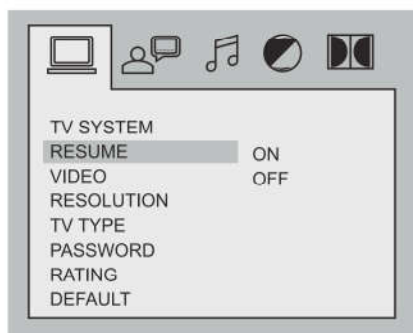 TV SYSTEM
RESUME ON
VIDEO OFF
RESOLUTION
TV TYPE
PASSWORD
RATING
DEFAULT